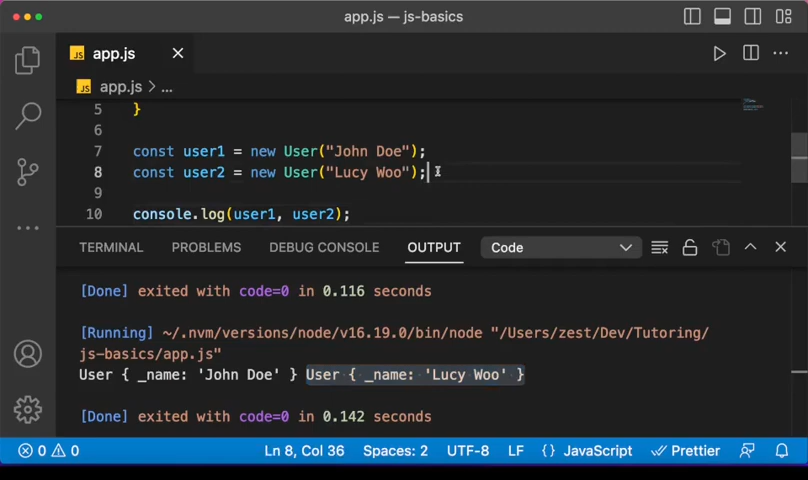 app.js — js-basics
JS app.js
JS app.js > ...
5 }
6
7 const user1 = new User("John Doe");
8 const user2 = new User("Lucy Woo");
9
10 console.log(user1, user2);
TERMINAL PROBLEMS DEBUG CONSOLE OUTPUT Code
[Done] exited with code=0 in 0.116 seconds
[Running] ~/.nvm/versions/node/v16.19.0/bin/node "/Users/zest/Dev/Tutoring/
js-basics/app.js"
User { _name: 'John Doe' } User { _name: 'Lucy Woo' }
[Done] exited with code=0 in 0.142 seconds
0 0 Ln 8, Col 36 Spaces: 2 UTF-8 LF {} JavaScript Prettier